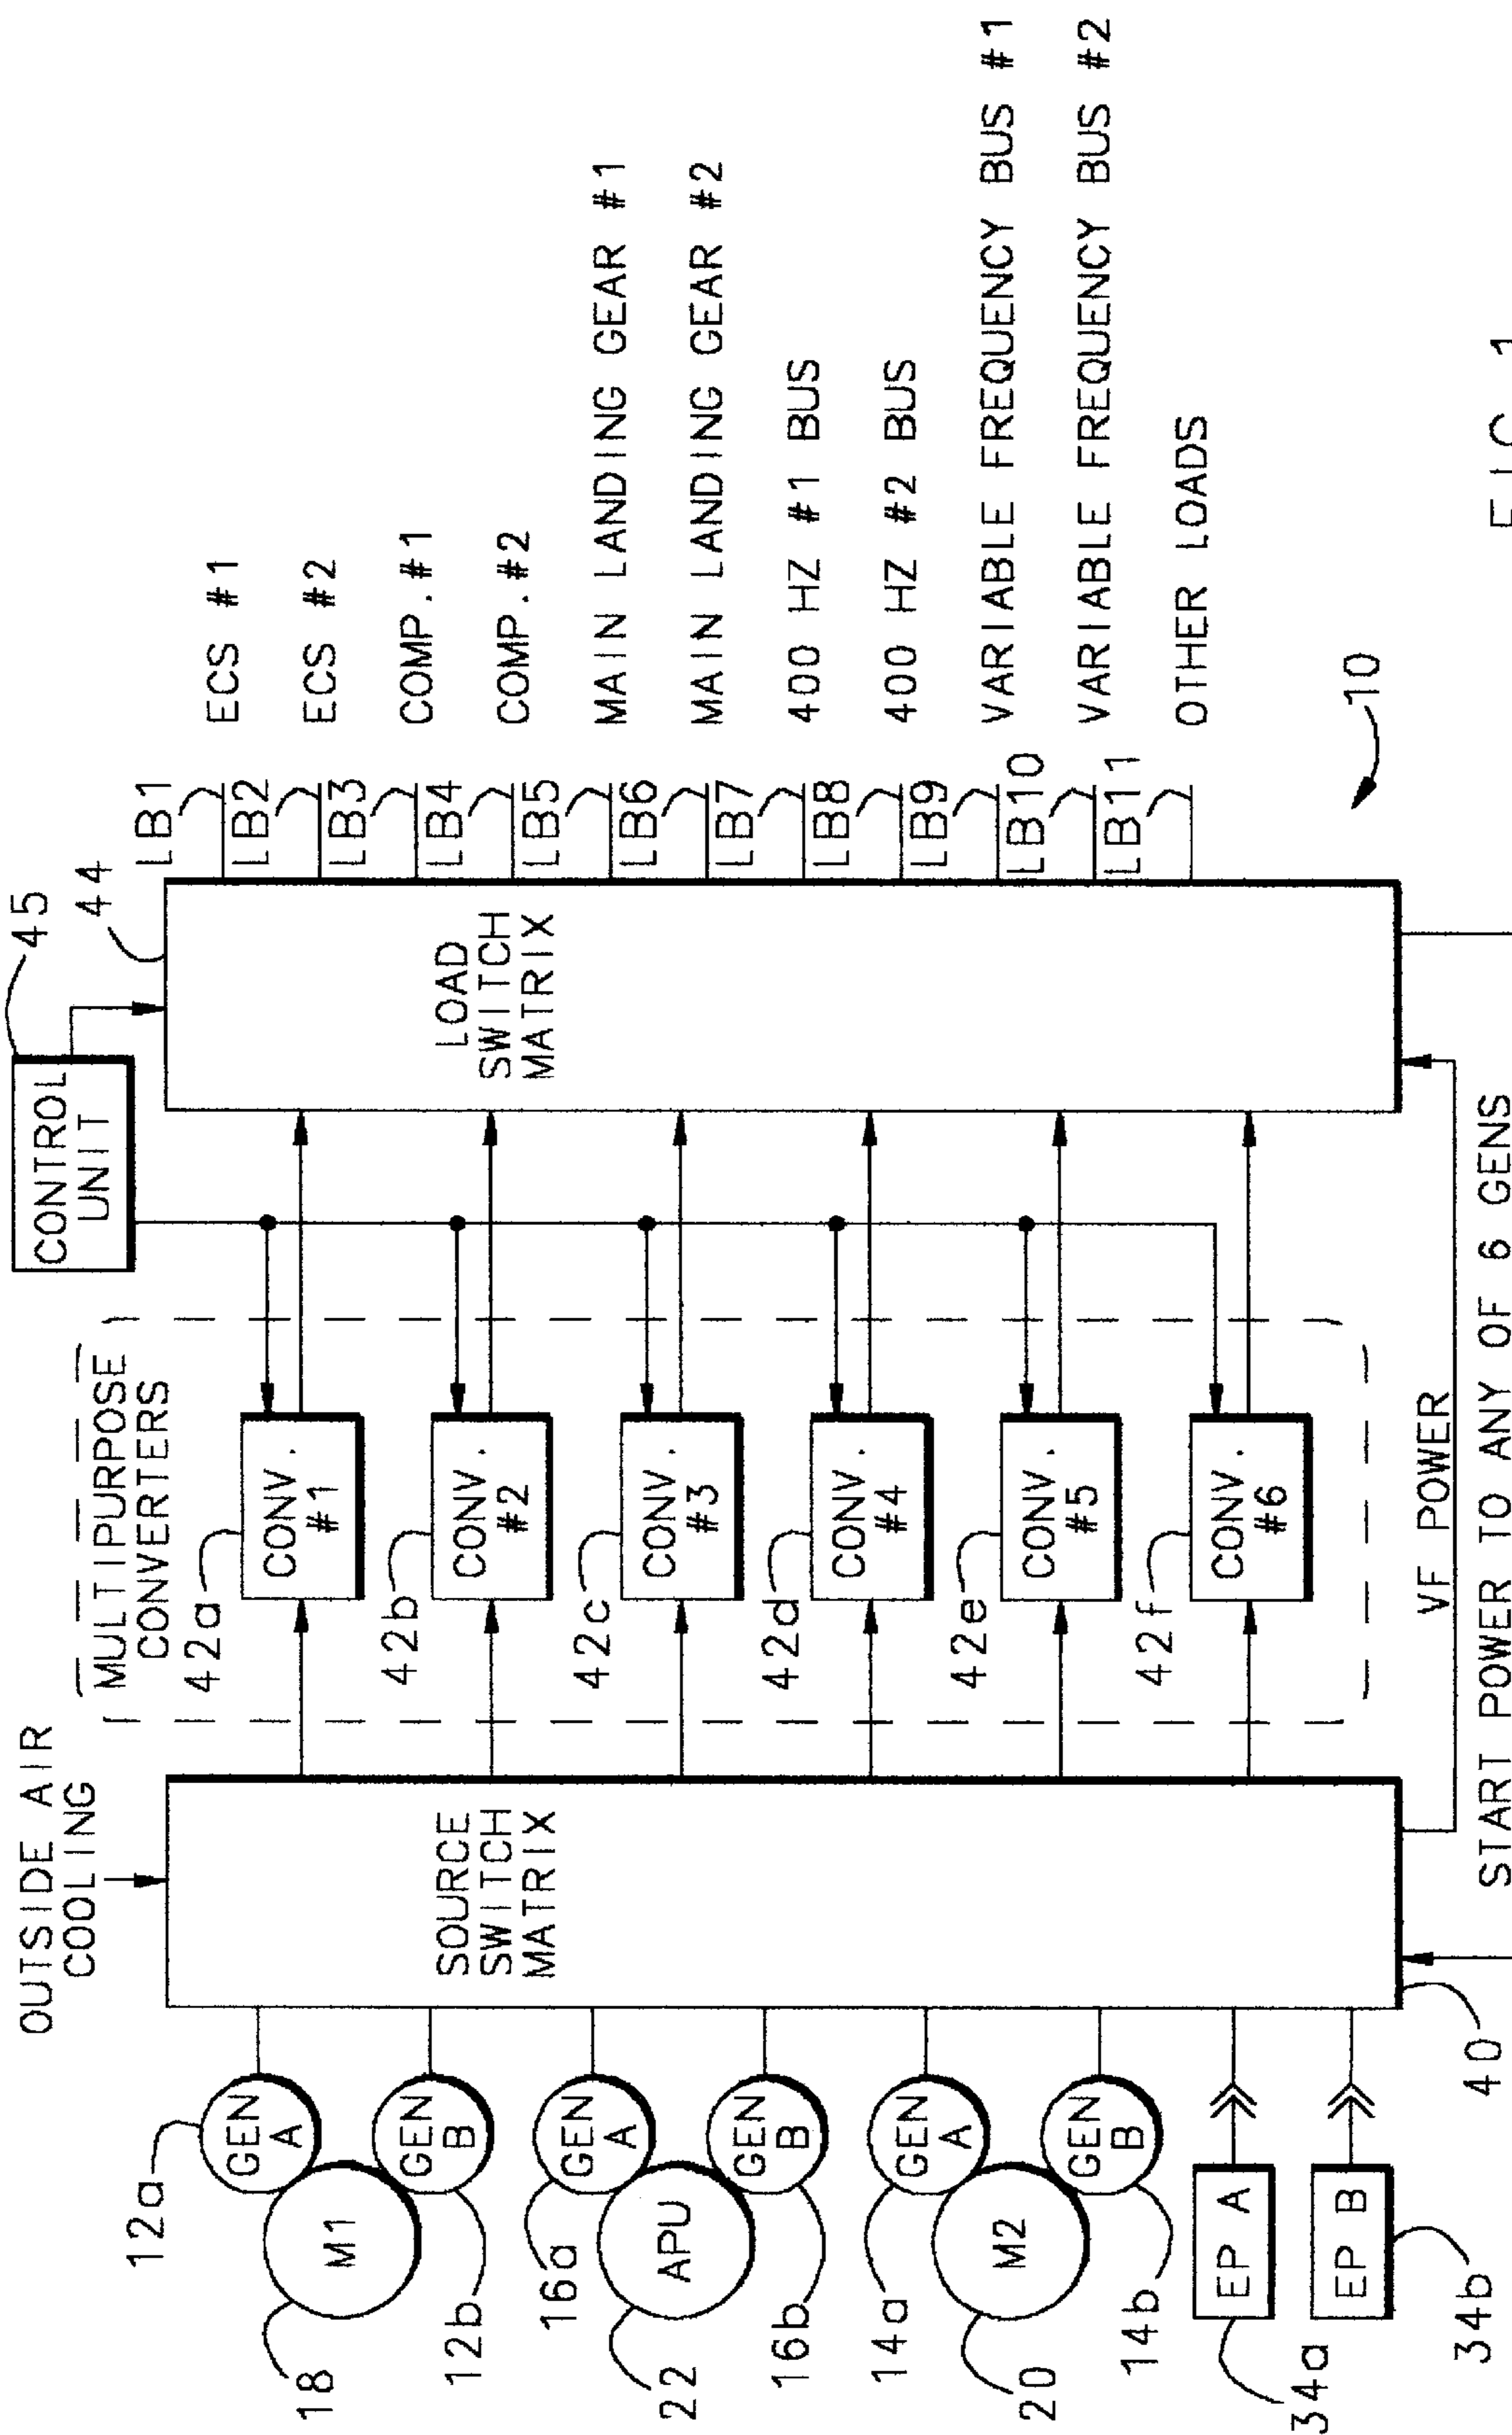 OUTSIDE AIR
COOLING
MULTIPURPOSE
CONVERTERS
CONTROL
UNIT
45
44
12a
GEN
A
18
M1
GEN
B
12b
16a
GEN
A
22
APU
GEN
B
16b
14a
GEN
A
20
M2
GEN
B
14b
34a
EP A
EP B
34b
SOURCE
SWITCH
MATRIX
40
42a
CONV.
#1
42b
CONV.
#2
42c
CONV.
#3
42d
CONV.
#4
42e
CONV.
#5
42f
CONV.
#6
LOAD
SWITCH
MATRIX
LB1
ECS #1
LB2
ECS #2
LB3
COMP.#1
LB4
COMP.#2
LB5
MAIN LANDING GEAR #1
LB6
MAIN LANDING GEAR #2
LB7
400 HZ #1 BUS
LB8
400 HZ #2 BUS
LB9
VARIABLE FREQUENCY BUS #1
LB10
VARIABLE FREQUENCY BUS #2
LB11
OTHER LOADS
10
VF POWER
START POWER TO ANY OF 6 GENS